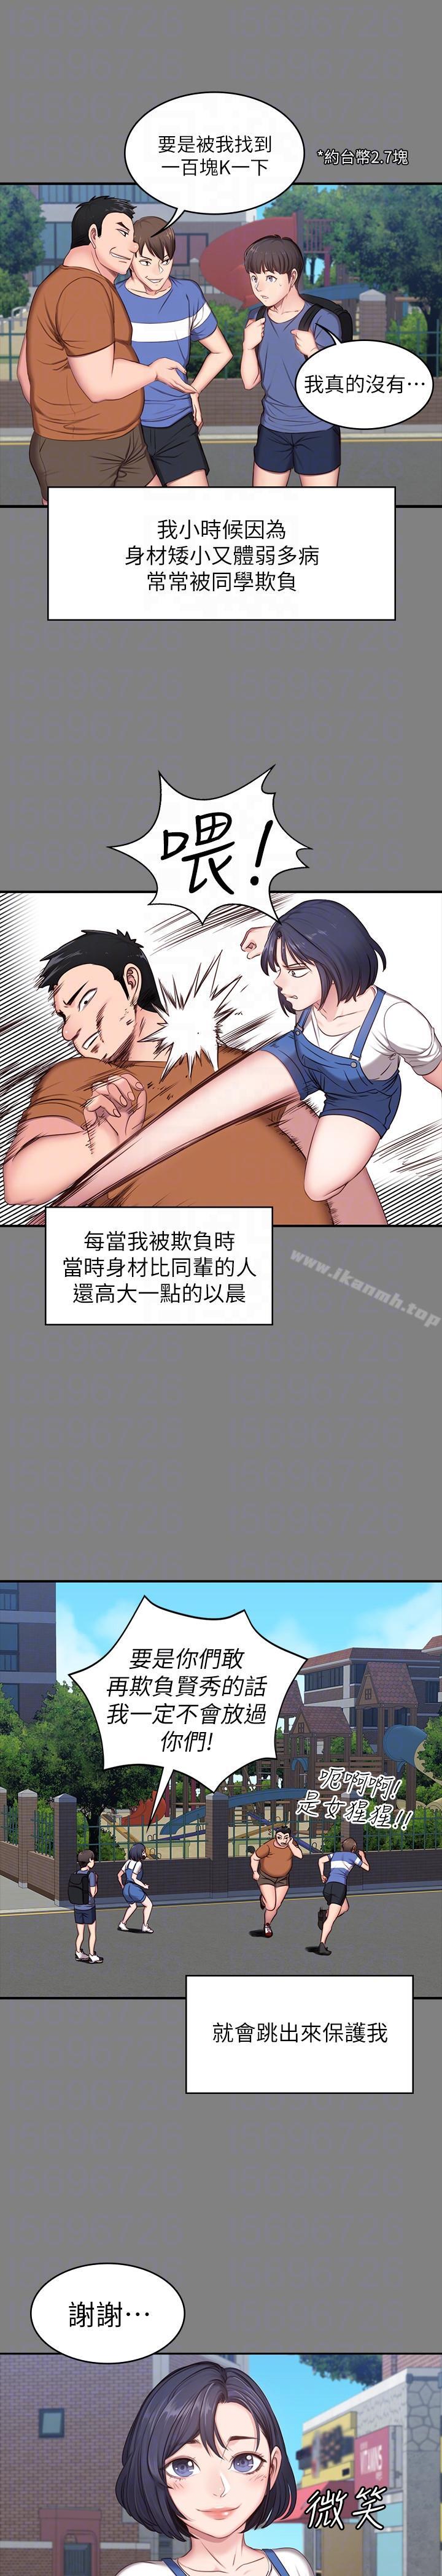 要是被我找到
一百塊K一下
*約台幣2.7塊
我真的沒有⋯
我小時候因為
身材矮小又體弱多病
常常被同學欺負
喂!
每當我被欺負時
當時身材比同輩的人
還高大一點的以晨
www.ikanmh.top
要是你們敢
再欺負賢秀的話
我一定不會放過
你們!
呃啊啊!
是女猩猩!!
就會跳出來保護我
謝謝⋯
VITAMINS
微笑